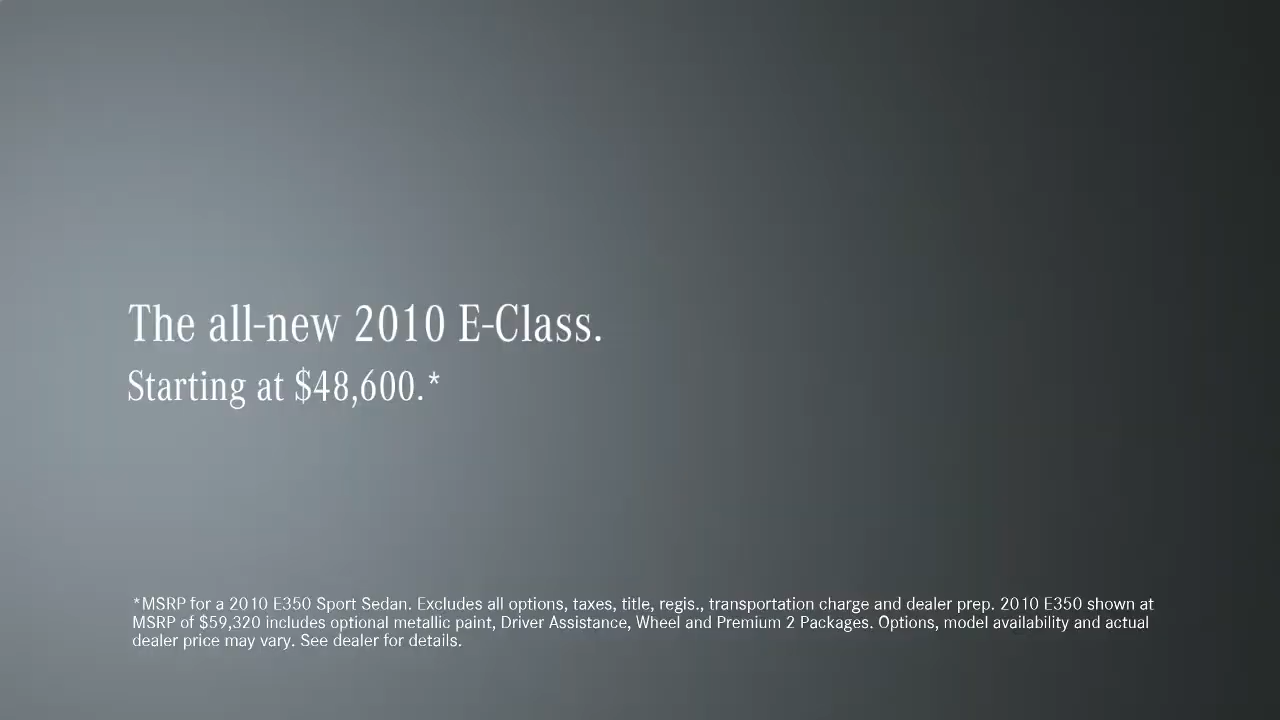 The all-new 2010 E-Class.
Starting at $48,600.*
*MSRP for a 2010 E350 Sport Sedan. Excludes all options, taxes, title, regis., transportation charge and dealer prep. 2010 E350 shown at
MSRP of $59,320 includes optional metallic paint, Driver Assistance, Wheel and Premium 2 Packages. Options, model availability and actual
dealer price may vary. See dealer for details.